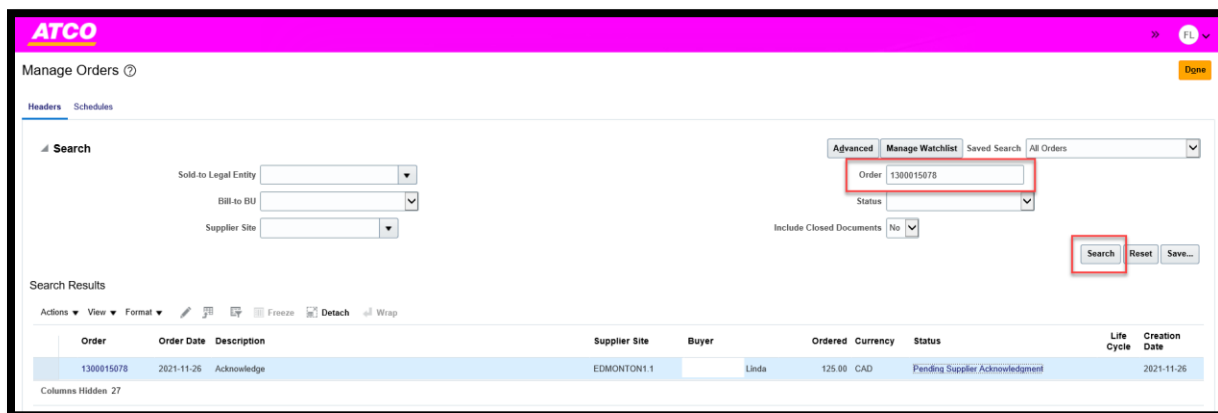 ATCO
» FL
Manage Orders
Done
Headers Schedules
Search
Advanced Manage Watchlist Saved Search All Orders
Sold-to Legal Entity
Order 1300015078
Bill-to BU
Status
Supplier Site
Include Closed Documents No
Search Reset Save...
Search Results
Actions View Format Freeze Detach Wrap
Order Order Date Description Supplier Site Buyer Ordered Currency Status Life Cycle Creation Date
1300015078 2021-11-26 Acknowledge EDMONTON1.1 Linda 125.00 CAD Pending Supplier Acknowledgment 2021-11-26
Columns Hidden 27